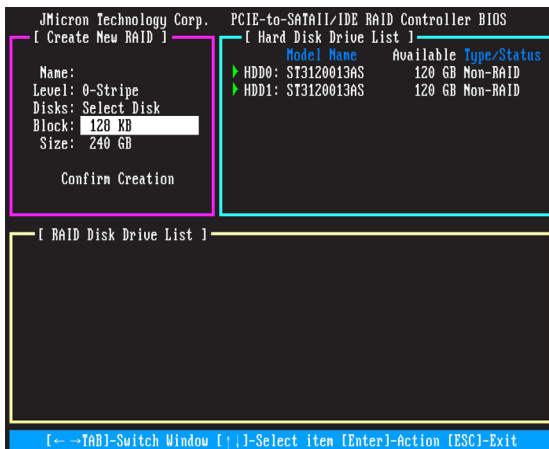 JMicron Technology Corp. PCIE-to-SATAII/IDE RAID Controller BIOS
[ Create New RAID ]
Name:
Level: 0-Stripe
Disks: Select Disk
Block: 128 KB
Size: 240 GB
Confirm Creation
[ Hard Disk Drive List ]
Model Name Available Type/Status
HDD0: ST3120013AS 120 GB Non-RAID
HDD1: ST3120013AS 120 GB Non-RAID
[ RAID Disk Drive List ]
[←→TAB]-Switch Window [↑↓]-Select item [Enter]-Action [ESC]-Exit